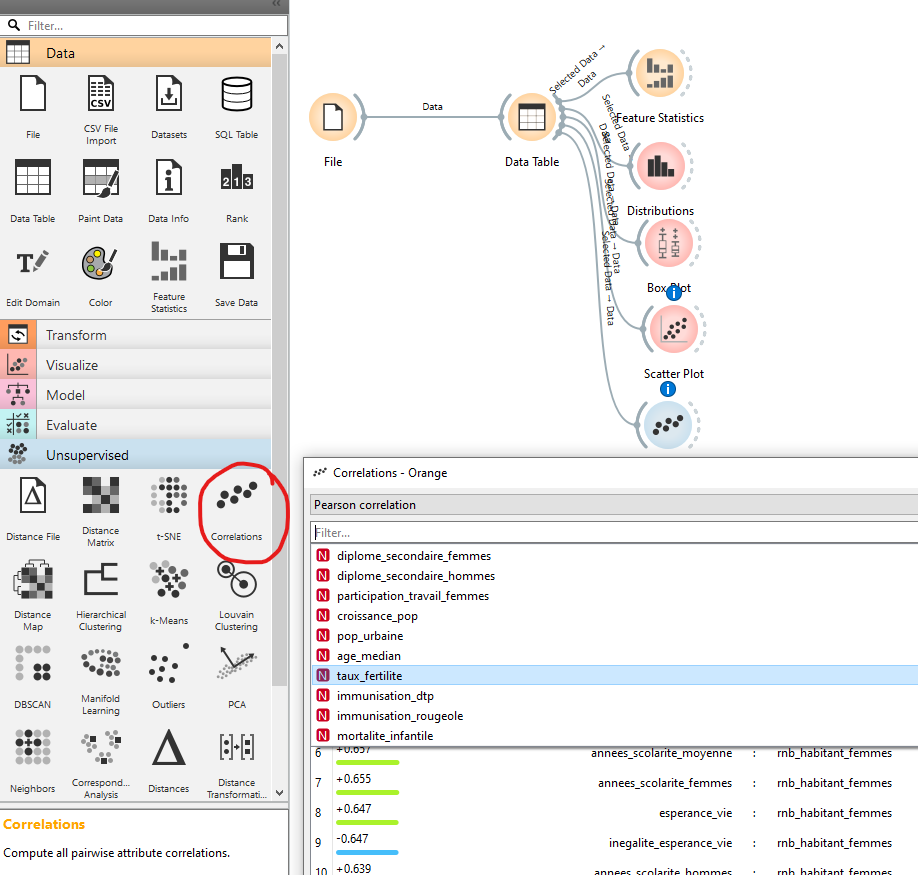 «
Filter...
Data
File
CSV File
Import
Datasets
SQL Table
Data Table
Paint Data
Data Info
Rank
Edit Domain
Color
Feature
Statistics
Save Data
Transform
Visualize
Model
Evaluate
Unsupervised
Distance File
Distance
Matrix
t-SNE
Correlations
Distance
Map
Hierarchical
Clustering
k-Means
Louvain
Clustering
DBSCAN
Manifold
Learning
Outliers
PCA
Neighbors
Correspond...
Analysis
Distances
Distance
Transformati...
Correlations
Compute all pairwise attribute correlations.
File
Data
Data Table
Selected Data → Data
Feature Statistics
Selected Data → Data
Distributions
Selected Data → Data
Box Plot
Selected Data → Data
Scatter Plot
Selected Data → Data
Correlations - Orange
Pearson correlation
Filter...
N diplome_secondaire_femmes
N diplome_secondaire_hommes
N participation_travail_femmes
N croissance_pop
N pop_urbaine
N age_median
N taux_fertilite
N immunisation_dtp
N immunisation_rougeole
N mortalite_infantile
6 +0.657 annees_scolarite_moyenne : rnb_habitant_femmes
7 +0.655 annees_scolarite_femmes : rnb_habitant_femmes
8 +0.647 esperance_vie : rnb_habitant_femmes
9 -0.647 inegalite_esperance_vie : rnb_habitant_femmes
10 +0.639 annees_scolarite_hommes : rnb_habitant_femmes